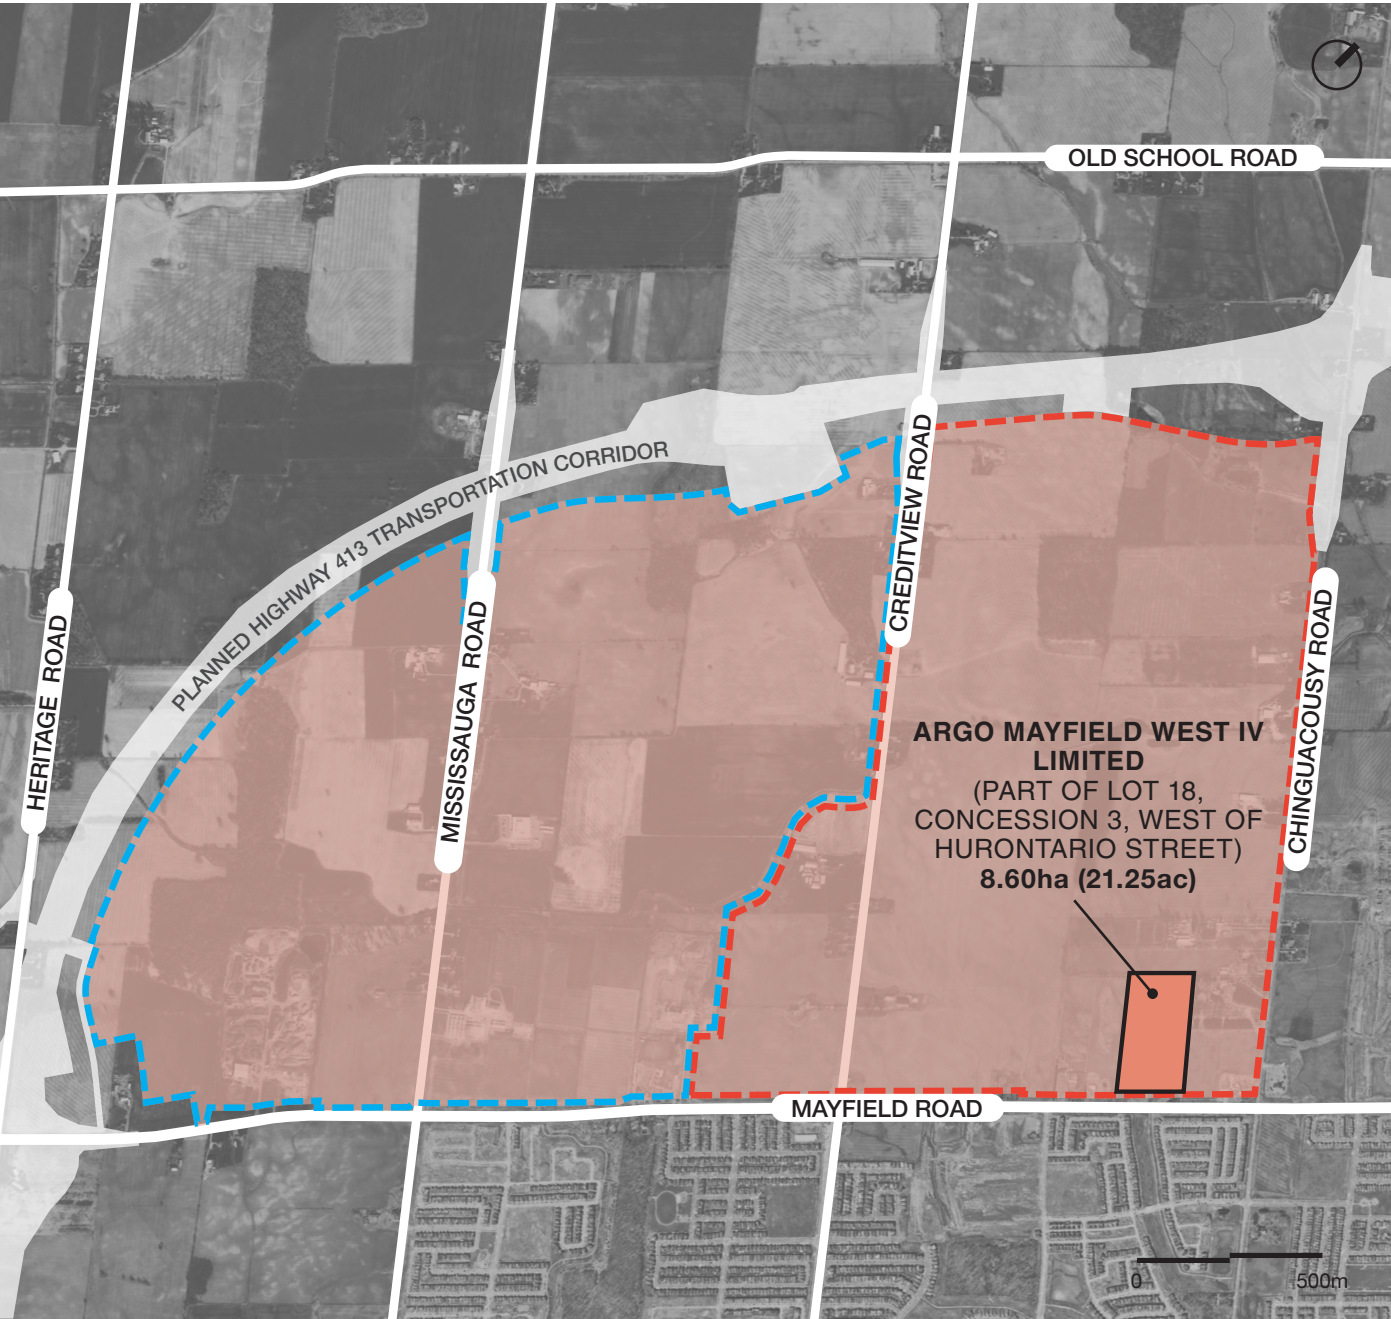 OLD SCHOOL ROAD
PLANNED HIGHWAY 413 TRANSPORTATION CORRIDOR
CREDITVIEW ROAD
HERITAGE ROAD
MISSISSAUGA ROAD
CHINGUACOUSY ROAD
ARGO MAYFIELD WEST IV
LIMITED
(PART OF LOT 18,
CONCESSION 3, WEST OF
HURONTARIO STREET)
8.60ha (21.25ac)
MAYFIELD ROAD
0 500m